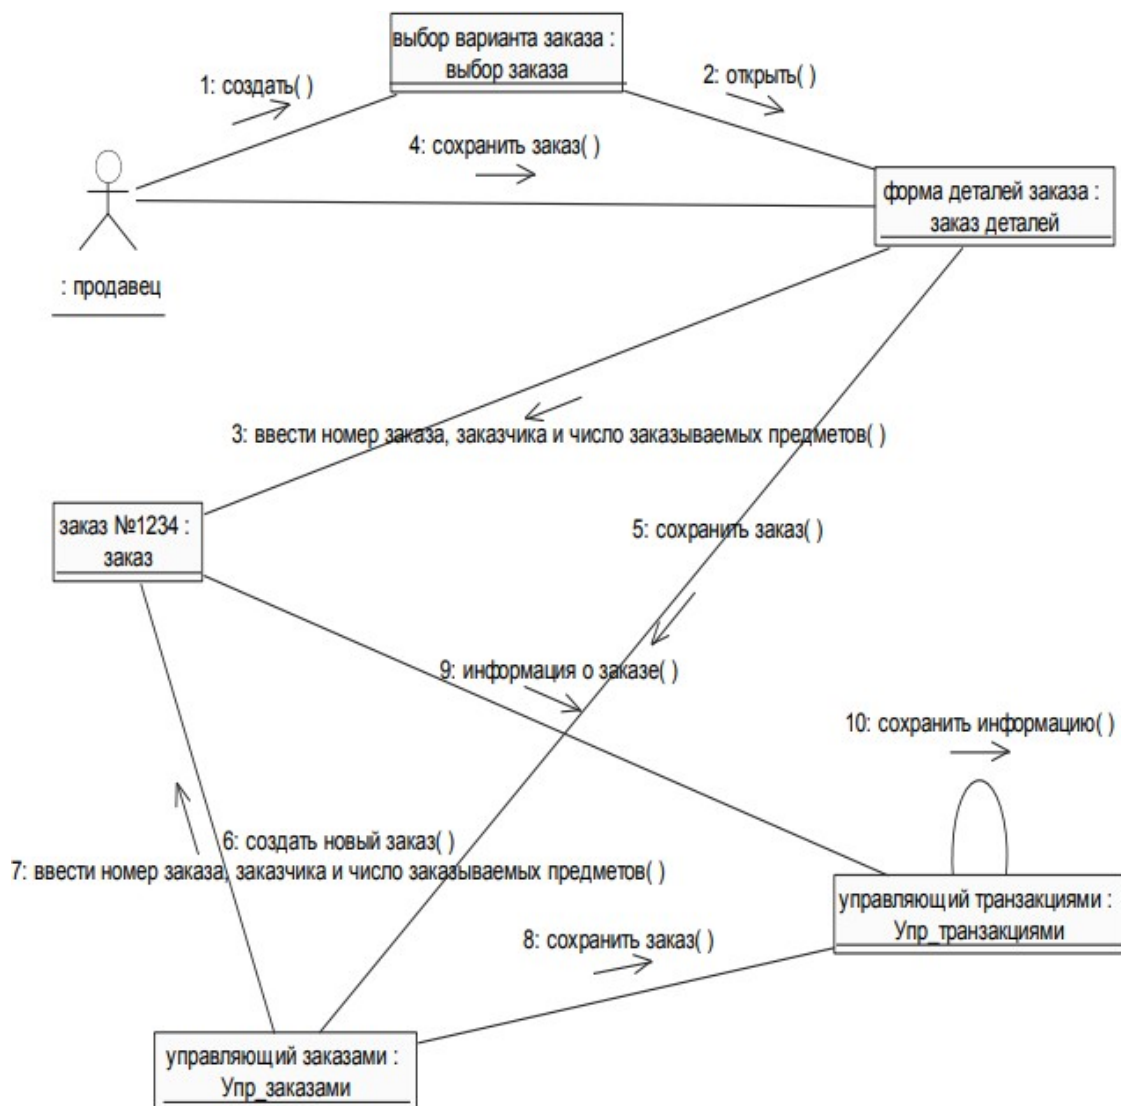 выбор варианта заказа :
выбор заказа
1: создать( )
2: открыть( )
4: сохранить заказ( )
форма деталей заказа :
заказ деталей
: продавец
3: ввести номер заказа, заказчика и число заказываемых предметов( )
заказ №1234 :
заказ
5: сохранить заказ( )
9: информация о заказе( )
10: сохранить информацию( )
6: создать новый заказ( )
7: ввести номер заказа, заказчика и число заказываемых предметов( )
управляющий транзакциями :
Упр_транзакциями
8: сохранить заказ( )
управляющий заказами :
Упр_заказами